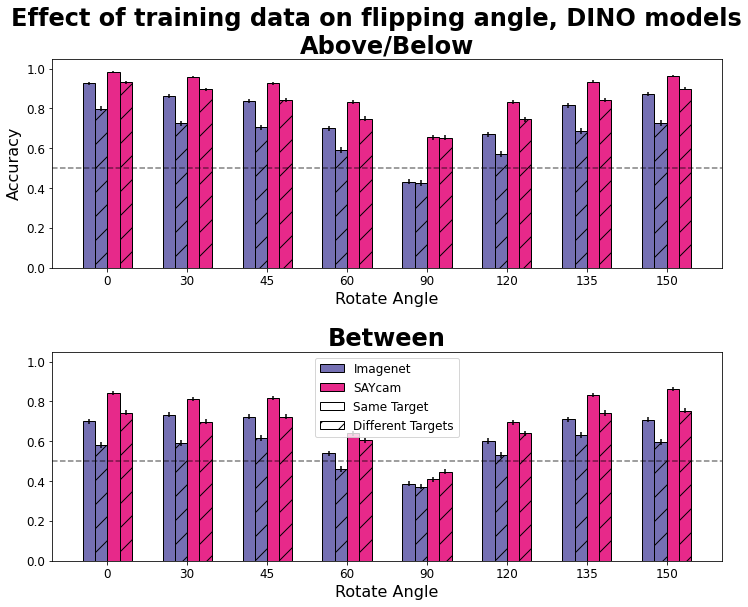 Effect of training data on flipping angle, DINO models
Above/Below
1.0
0.8
0.6
0.4
0.2
0.0
Accuracy
0 30 45 60 90 120 135 150
Rotate Angle
Between
1.0
0.8
0.6
0.4
0.2
0.0
Imagenet
SAYcam
Same Target
Different Targets
0 30 45 60 90 120 135 150
Rotate Angle